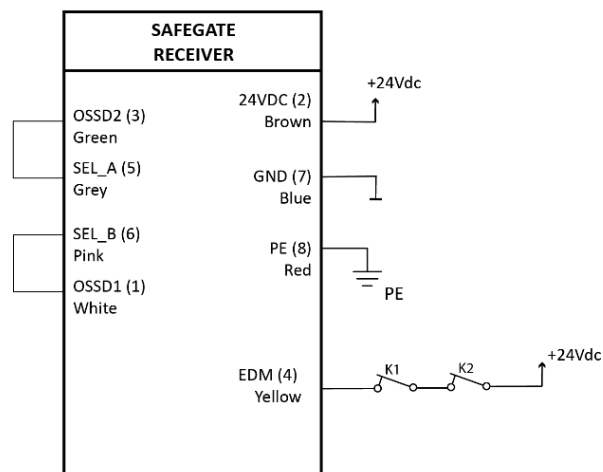 SAFEGATE
RECEIVER
+24Vdc
OSSD2 (3)
Green
24VDC (2)
Brown
SEL_A (5)
Grey
GND (7)
Blue
SEL_B (6)
Pink
PE (8)
Red
PE
OSSD1 (1)
White
+24Vdc
EDM (4)
Yellow
K1
K2